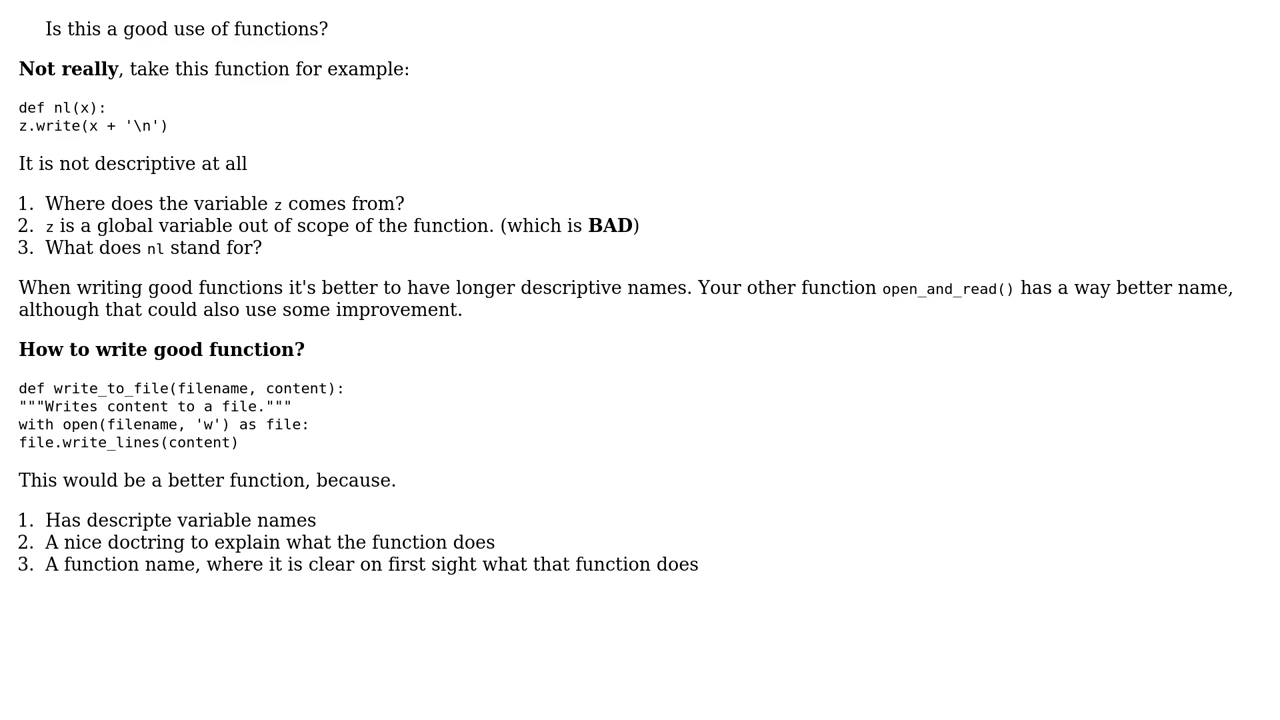 Is this a good use of functions?
Not really, take this function for example:
def nl(x):
z.write(x + '\n')
It is not descriptive at all
1. Where does the variable z comes from?
2. z is a global variable out of scope of the function. (which is BAD)
3. What does nl stand for?
When writing good functions it's better to have longer descriptive names. Your other function open_and_read() has a way better name,
although that could also use some improvement.
How to write good function?
def write_to_file(filename, content):
"""Writes content to a file."""
with open(filename, 'w') as file:
file.write_lines(content)
This would be a better function, because.
1. Has descripte variable names
2. A nice doctring to explain what the function does
3. A function name, where it is clear on first sight what that function does